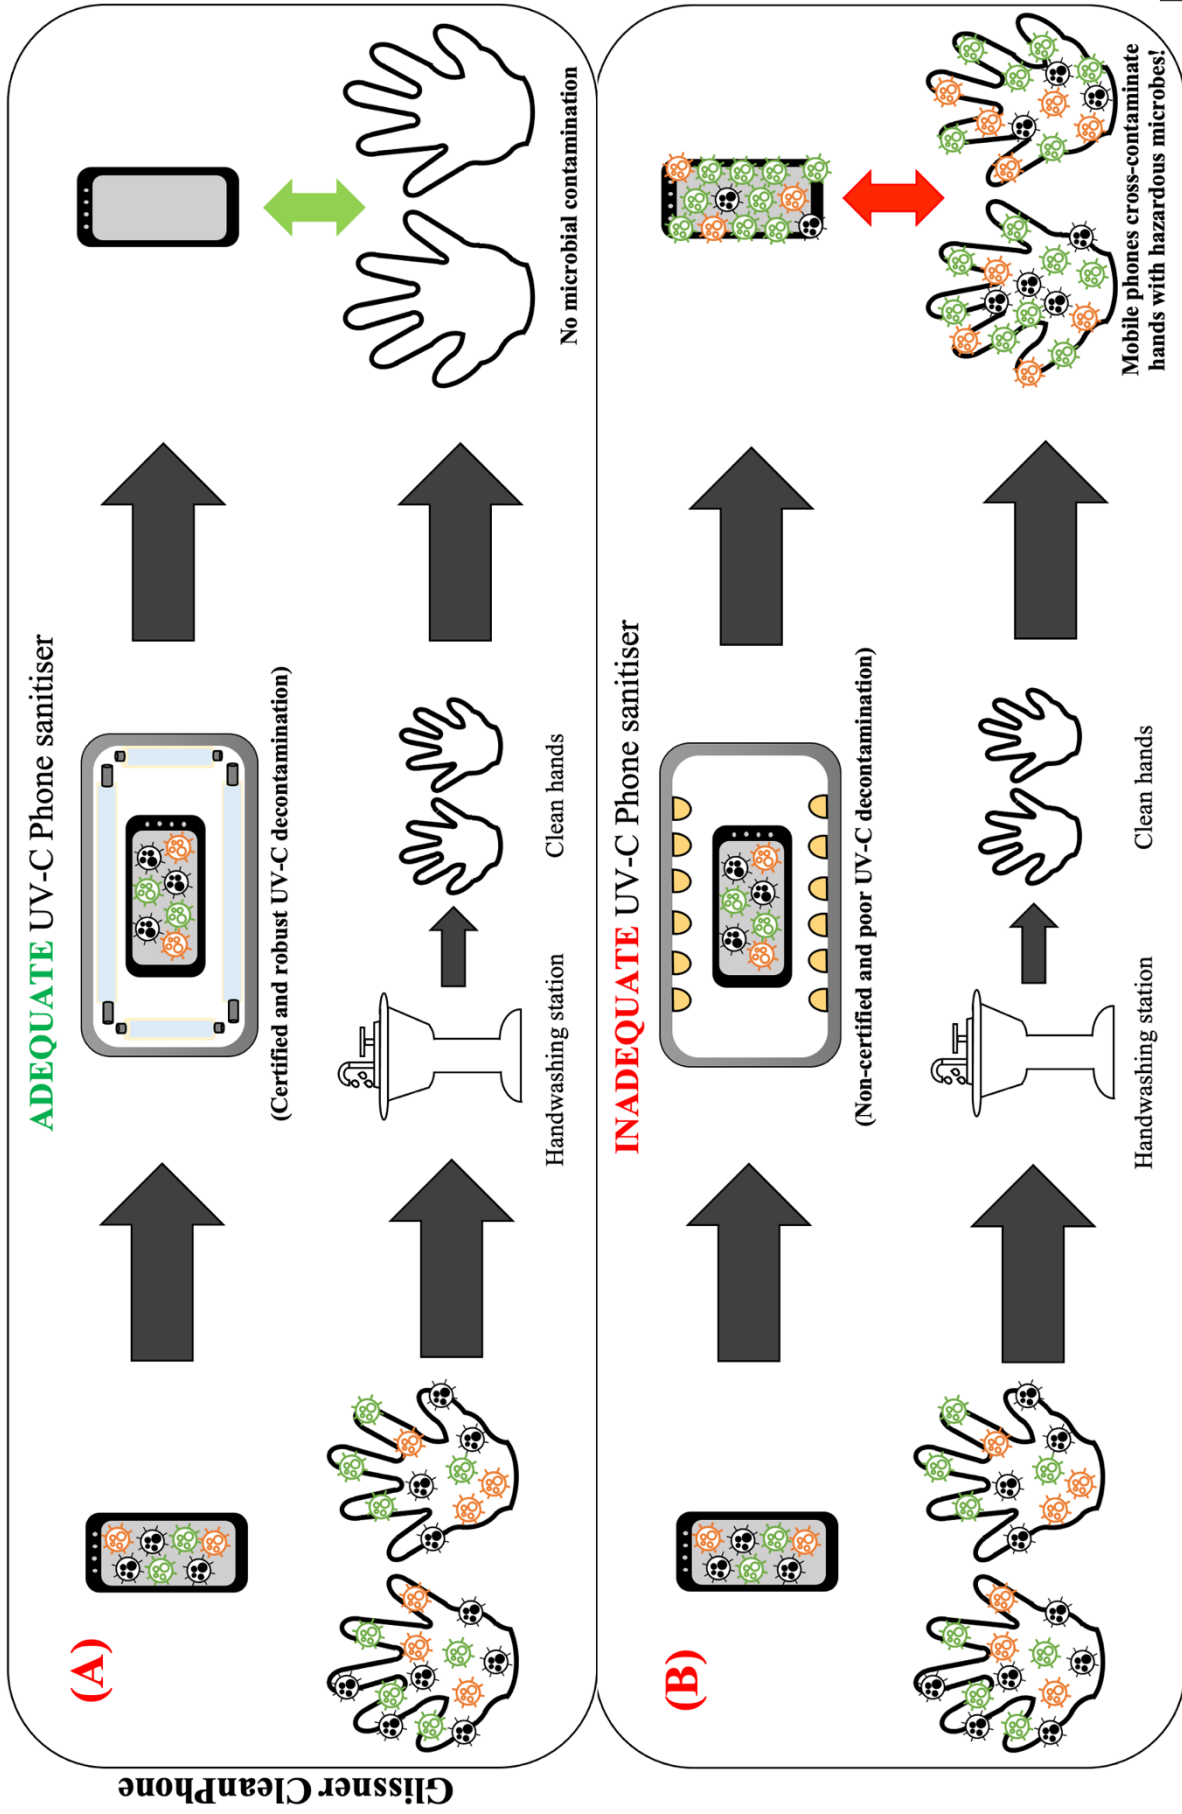 Glissner CleanPhone
(A)
ADEQUATE UV-C Phone sanitiser
(Certified and robust UV-C decontamination)
Handwashing station
Clean hands
No microbial contamination
(B)
INADEQUATE UV-C Phone sanitiser
(Non-certified and poor UV-C decontamination)
Handwashing station
Clean hands
Mobile phones cross-contaminate
hands with hazardous microbes!